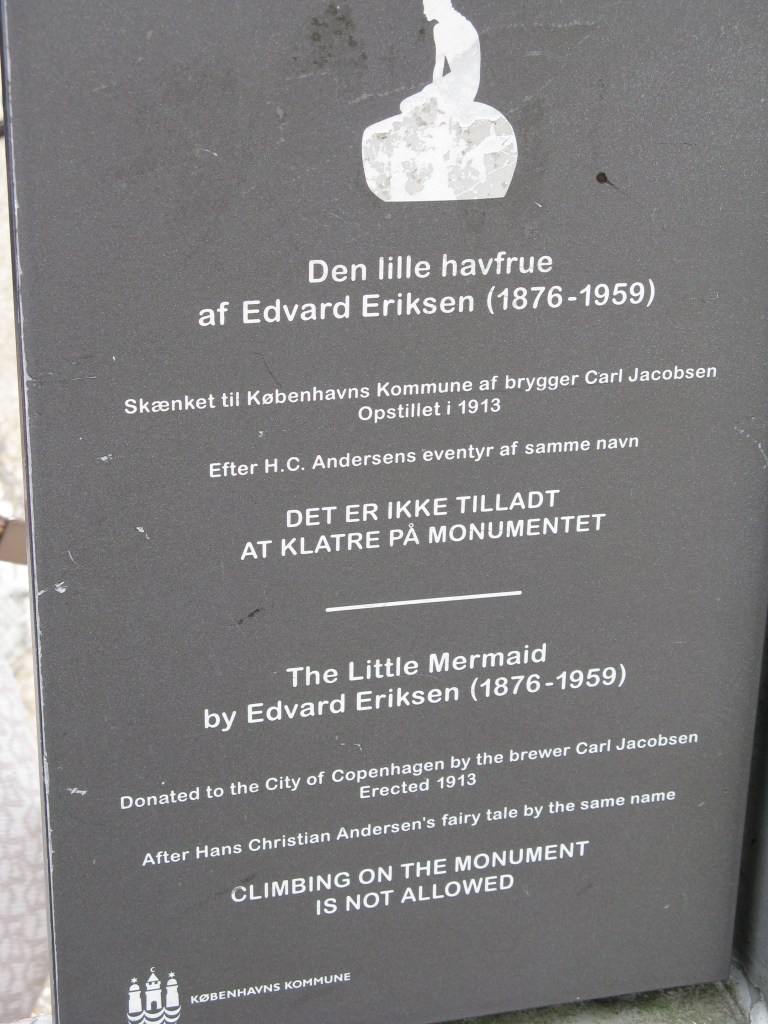 Den lille havfrue
af Edvard Eriksen (1876-1959)
Skænket til Københavns Kommune af brygger Carl Jacobsen
Opstillet i 1913
Efter H.C. Andersens eventyr af samme navn
DET ER IKKE TILLADT
AT KLATRE PÅ MONUMENTET
The Little Mermaid
by Edvard Eriksen (1876-1959)
Donated to the City of Copenhagen by the brewer Carl Jacobsen
Erected 1913
After Hans Christian Andersen's fairy tale by the same name
CLIMBING ON THE MONUMENT
IS NOT ALLOWED
KØBENHAVNS KOMMUNE